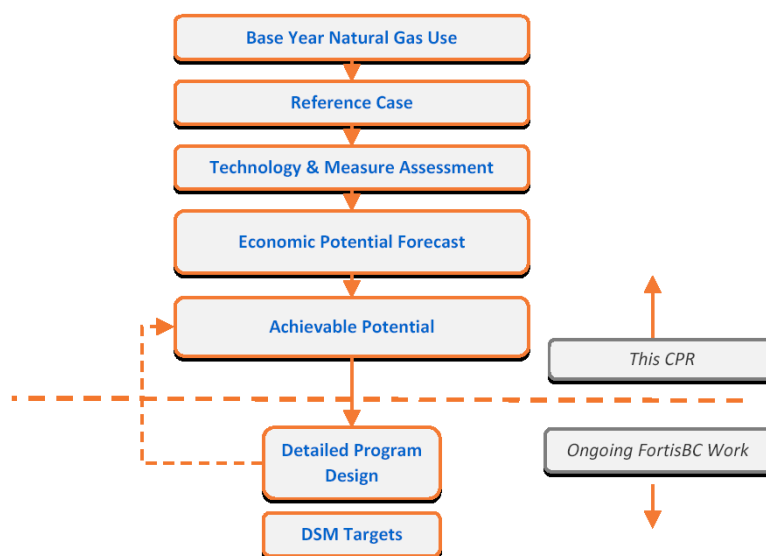 Base Year Natural Gas Use
Reference Case
Technology & Measure Assessment
Economic Potential Forecast
Achievable Potential
This CPR
Detailed Program
Design
Ongoing FortisBC Work
DSM Targets